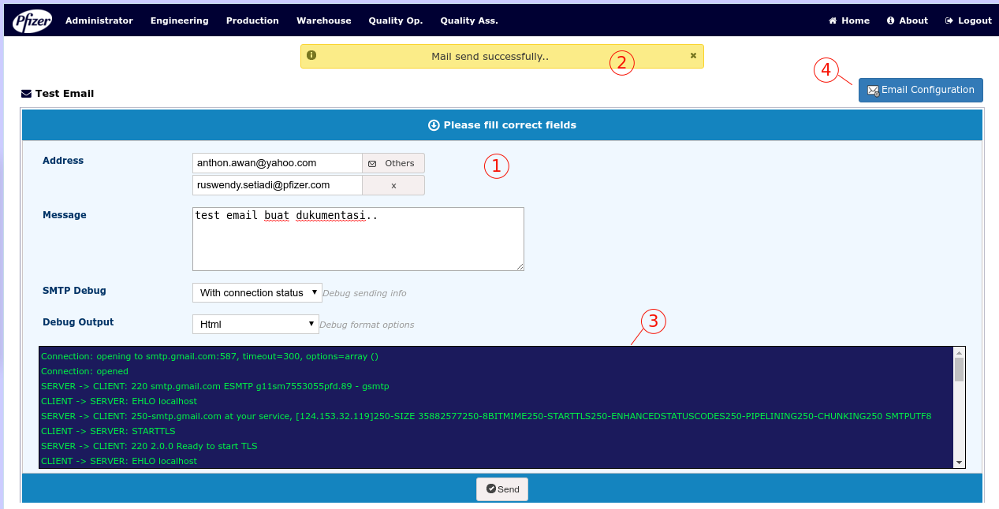 Pfizer Administrator Engineering Production Warehouse Quality Op. Quality Ass. Home About Logout
Mail send successfully.. ×
2
4
Test Email
Email Configuration
Please fill correct fields
Address
anthon.awan@yahoo.com Others
1
ruswendy.setiadi@pfizer.com x
Message
test email buat dukumentasi..
SMTP Debug
With connection status Debug sending info
Debug Output
Html Debug format options
3
Connection: opening to smtp.gmail.com:587, timeout=300, options=array ()
Connection: opened
SERVER -> CLIENT: 220 smtp.gmail.com ESMTP g11sm7553055pfd.89 - gsmtp
CLIENT -> SERVER: EHLO localhost
SERVER -> CLIENT: 250-smtp.gmail.com at your service, [124.153.32.119]250-SIZE 35882577250-8BITMIME250-STARTTLS250-ENHANCEDSTATUSCODES250-PIPELINING250-CHUNKING250 SMTPUTF8
CLIENT -> SERVER: STARTTLS
SERVER -> CLIENT: 220 2.0.0 Ready to start TLS
CLIENT -> SERVER: EHLO localhost
Send